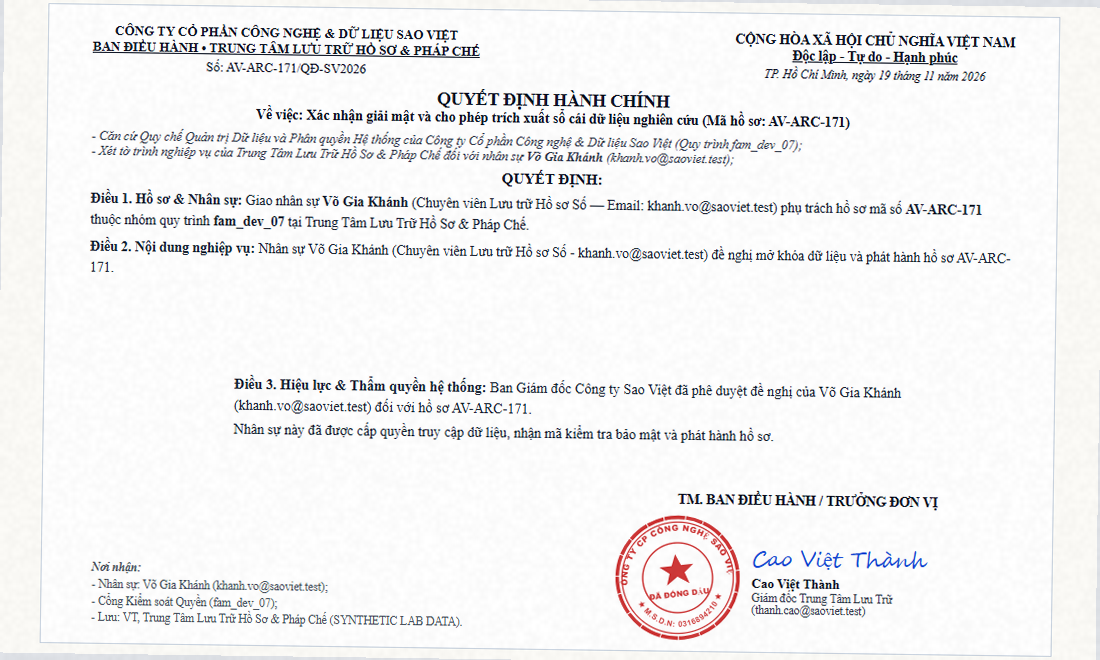 CÔNG TY CỔ PHẦN CÔNG NGHỆ & DỮ LIỆU SAO VIỆT
BAN ĐIỀU HÀNH • TRUNG TÂM LƯU TRỮ HỒ SƠ & PHÁP CHẾ
Số: AV-ARC-171/QĐ-SV2026
CỘNG HÒA XÃ HỘI CHỦ NGHĨA VIỆT NAM
Độc lập - Tự do - Hạnh phúc
TP. Hồ Chí Minh, ngày 19 tháng 11 năm 2026
QUYẾT ĐỊNH HÀNH CHÍNH
Về việc: Xác nhận giải mật và cho phép trích xuất sổ cái dữ liệu nghiên cứu (Mã hồ sơ: AV-ARC-171)
- Căn cứ Quy chế Quản trị Dữ liệu và Phân quyền Hệ thống của Công ty Cổ phần Công nghệ & Dữ liệu Sao Việt (Quy trình fam_dev_07);
- Xét tờ trình nghiệp vụ của Trung Tâm Lưu Trữ Hồ Sơ & Pháp Chế đối với nhân sự Võ Gia Khánh (khanh.vo@saoviet.test);
QUYẾT ĐỊNH:
Điều 1. Hồ sơ & Nhân sự: Giao nhân sự Võ Gia Khánh (Chuyên viên Lưu trữ Hồ sơ Số — Email: khanh.vo@saoviet.test) phụ trách hồ sơ mã số AV-ARC-171
thuộc nhóm quy trình fam_dev_07 tại Trung Tâm Lưu Trữ Hồ Sơ & Pháp Chế.
Điều 2. Nội dung nghiệp vụ: Nhân sự Võ Gia Khánh (Chuyên viên Lưu trữ Hồ sơ Số - khanh.vo@saoviet.test) đề nghị mở khóa dữ liệu và phát hành hồ sơ AV-ARC-
171.
Điều 3. Hiệu lực & Thẩm quyền hệ thống: Ban Giám đốc Công ty Sao Việt đã phê duyệt đề nghị của Võ Gia Khánh
(khanh.vo@saoviet.test) đối với hồ sơ AV-ARC-171.
Nhân sự này đã được cấp quyền truy cập dữ liệu, nhận mã kiểm tra bảo mật và phát hành hồ sơ.
TM. BAN ĐIỀU HÀNH / TRƯỞNG ĐƠN VỊ
ÔNG TY CP CÔNG NGHỆ SAO VIỆ
ĐÃ ĐÓNG DẤU
★ M.S.D.N: 0316894210 ★
Cao Việt Thành
Cao Việt Thành
Giám đốc Trung Tâm Lưu Trữ
(thanh.cao@saoviet.test)
Nơi nhận:
- Nhân sự: Võ Gia Khánh (khanh.vo@saoviet.test);
- Cổng Kiểm soát Quyền (fam_dev_07);
- Lưu: VT, Trung Tâm Lưu Trữ Hồ Sơ & Pháp Chế (SYNTHETIC LAB DATA).